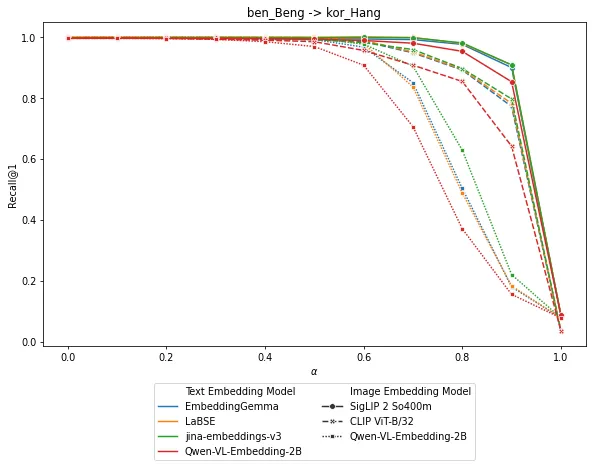 ben_Beng -> kor_Hang
Recall@1
1.0
0.8
0.6
0.4
0.2
0.0
0.0 0.2 0.4 0.6 0.8 1.0
α
Text Embedding Model Image Embedding Model
EmbeddingGemma SigLIP 2 So400m
LaBSE CLIP ViT-B/32
jina-embeddings-v3 Qwen-VL-Embedding-2B
Qwen-VL-Embedding-2B